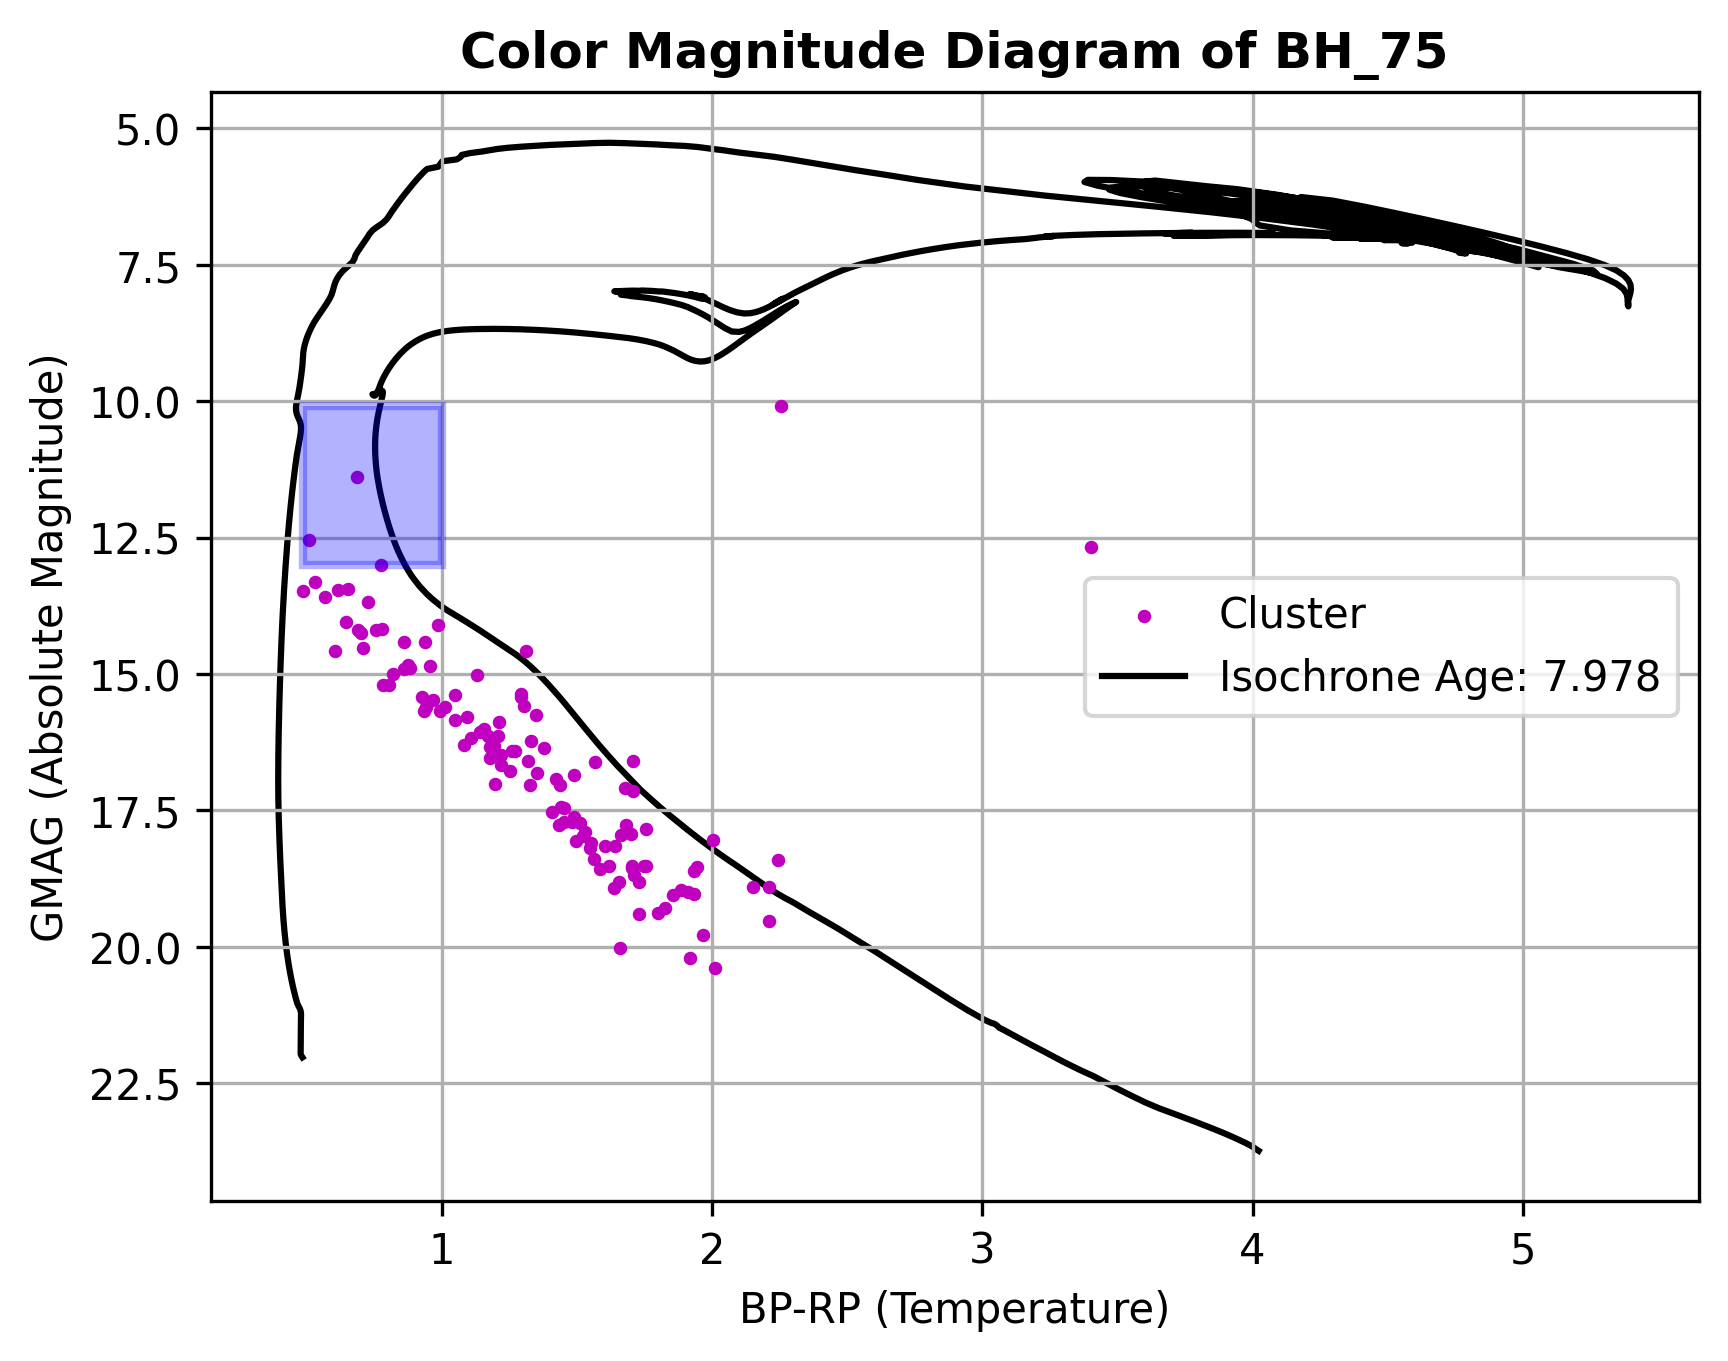 Color Magnitude Diagram of BH_75
GMAG (Absolute Magnitude)
5.0
7.5
10.0
12.5
15.0
17.5
20.0
22.5
Cluster
Isochrone Age: 7.978
1 2 3 4 5
BP-RP (Temperature)